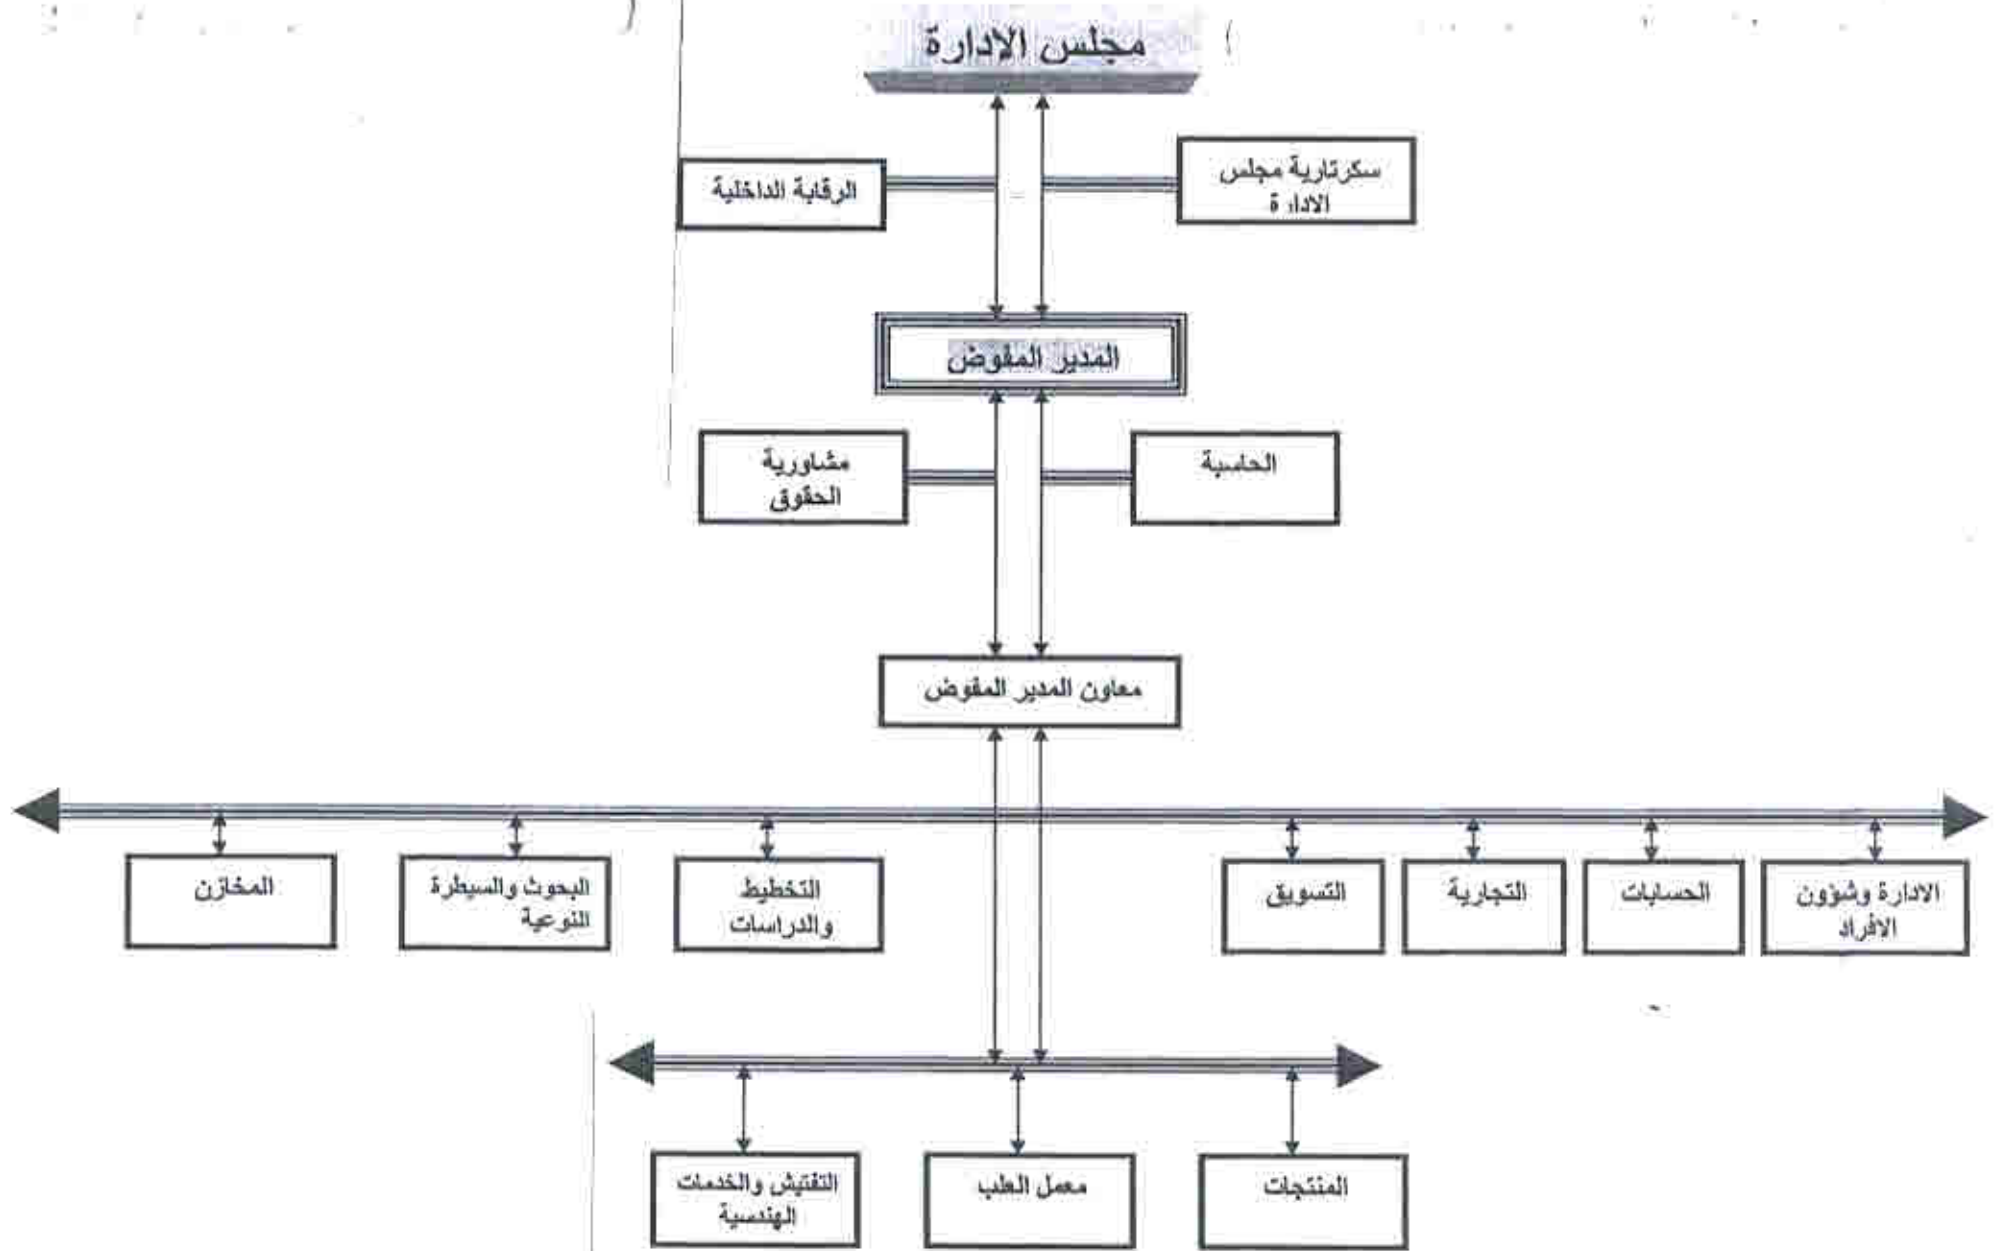 مجلس الادارة
سكرتارية مجلس
الادارة
الرقابة الداخلية
المدير المفوض
الحاسبة
مشاورية
الحقوق
معاون المدير المفوض
الادارة وشؤون
الافراد
الحسابات
التجارية
التسويق
التخطيط
والدراسات
البحوث والسيطرة
النوعية
المخازن
المنتجات
معمل العلب
التفتيش والخدمات
الهندسية